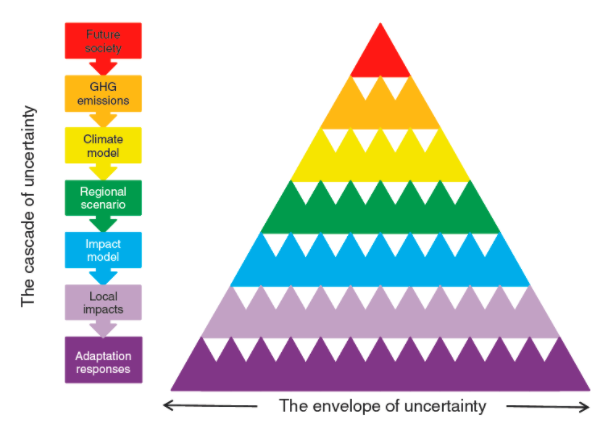 Future
society
GHG
emissions
Climate
model
Regional
scenario
Impact
model
Local
impacts
Adaptation
responses
The cascade of uncertainty
The envelope of uncertainty